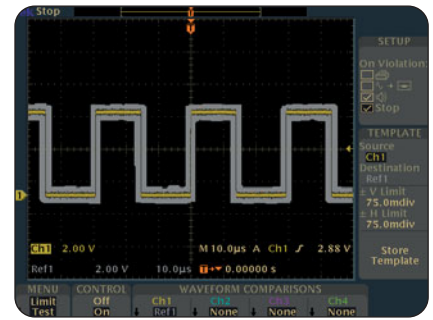 Stop
SETUP
On Violation:
Stop
TEMPLATE
Source
Ch1
Destination
Ref1
± V Limit
75.0mdiv
± H Limit
75.0mdiv
Store
Template
1
Ch1 2.00 V M 10.0µs A Ch1 2.88 V
Ref1 2.00 V 10.0µs 0.00000 s
MENU CONTROL WAVEFORM COMPARISONS
Limit Off Ch1 Ch2 Ch3 Ch4
Test On Ref1 None None None